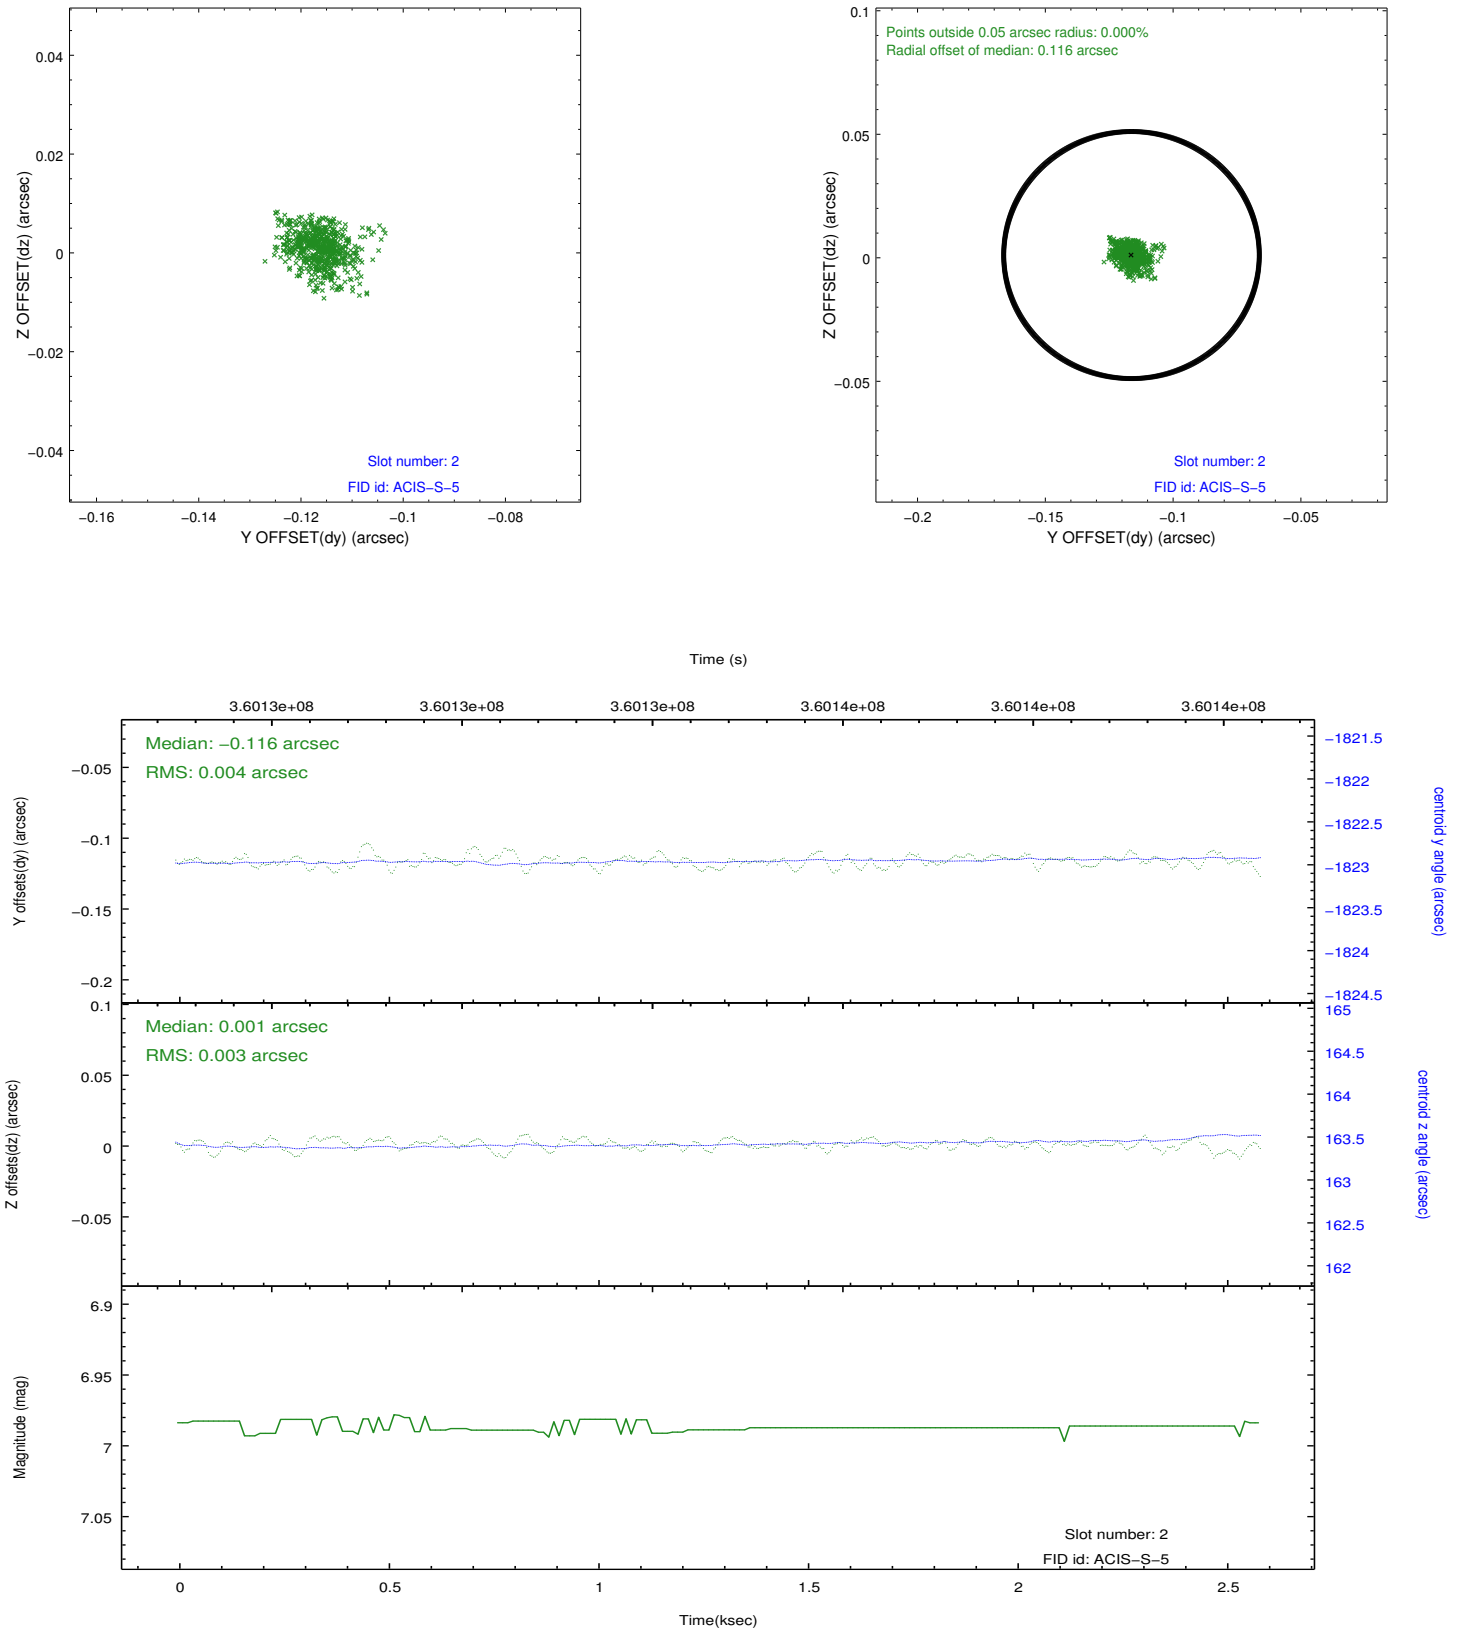 0.04
0.02
0
−0.02
−0.04
Z OFFSET(dz) (arcsec)
Slot number: 2
FID id: ACIS−S−5
−0.16 −0.14 −0.12 −0.1 −0.08
Y OFFSET(dy) (arcsec)
Points outside 0.05 arcsec radius: 0.000%
Radial offset of median: 0.116 arcsec
0.1
0.05
0
−0.05
Z OFFSET(dz) (arcsec)
Slot number: 2
FID id: ACIS−S−5
−0.2 −0.15 −0.1 −0.05
Y OFFSET(dy) (arcsec)
Time (s)
3.6013e+08 3.6013e+08 3.6013e+08 3.6014e+08 3.6014e+08 3.6014e+08
Median: −0.116 arcsec
RMS: 0.004 arcsec
−0.05
−0.1
−0.15
−0.2
Y offsets(dy) (arcsec)
−1821.5
−1822
−1822.5
−1823
−1823.5
−1824
−1824.5
centroid y angle (arcsec)
Median: 0.001 arcsec
RMS: 0.003 arcsec
0.1
0.05
0
−0.05
Z offsets(dz) (arcsec)
165
164.5
164
163.5
163
162.5
162
centroid z angle (arcsec)
6.9
6.95
7
7.05
Magnitude (mag)
Slot number: 2
FID id: ACIS−S−5
0 0.5 1 1.5 2 2.5
Time(ksec)